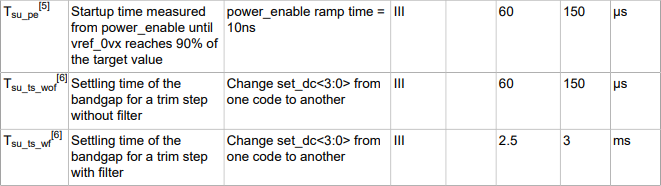 Tsu_pe[5] Startup time measured power_enable ramp time = III 60 150 µs
from power_enable until 10ns
vref_0vx reaches 90% of
the target value
Tsu_ts_wof[6] Settling time of the Change set_dc<3:0> from III 60 150 µs
bandgap for a trim step one code to another
without filter
Tsu_ts_wf[6] Settling time of the Change set_dc<3:0> from III 2.5 3 ms
bandgap for a trim step one code to another
with filter